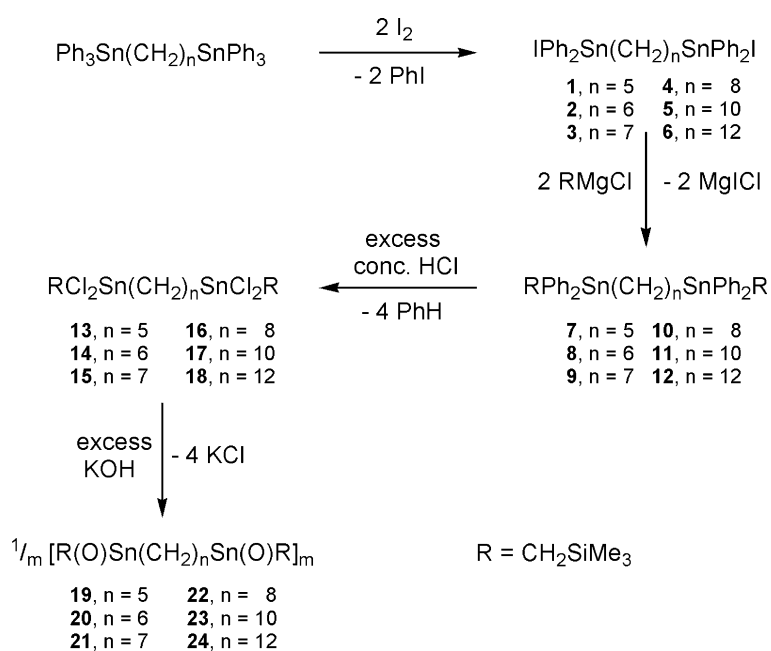 Ph₃Sn(CH₂)ₙSnPh₃
2 I₂
- 2 PhI
IPh₂Sn(CH₂)ₙSnPh₂I
1, n = 5 4, n = 8
2, n = 6 5, n = 10
3, n = 7 6, n = 12
2 RMgCl - 2 MgICl
RPh₂Sn(CH₂)ₙSnPh₂R
7, n = 5 10, n = 8
8, n = 6 11, n = 10
9, n = 7 12, n = 12
excess
conc. HCl
- 4 PhH
RCl₂Sn(CH₂)ₙSnCl₂R
13, n = 5 16, n = 8
14, n = 6 17, n = 10
15, n = 7 18, n = 12
excess
KOH
- 4 KCl
¹/ₘ [R(O)Sn(CH₂)ₙSn(O)R]ₘ
19, n = 5 22, n = 8
20, n = 6 23, n = 10
21, n = 7 24, n = 12
R = CH₂SiMe₃